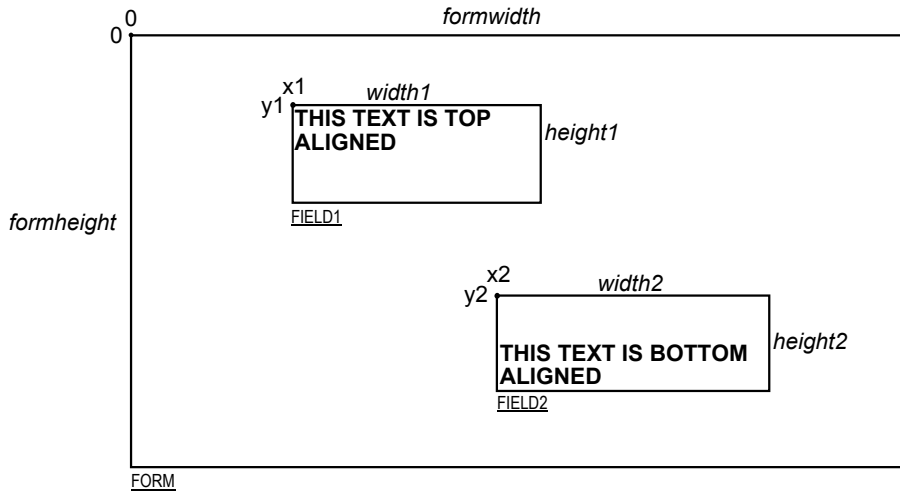 0
formwidth
0
x1
y1
width1
THIS TEXT IS TOP
ALIGNED
height1
FIELD1
formheight
x2
y2
width2
height2
THIS TEXT IS BOTTOM
ALIGNED
FIELD2
FORM